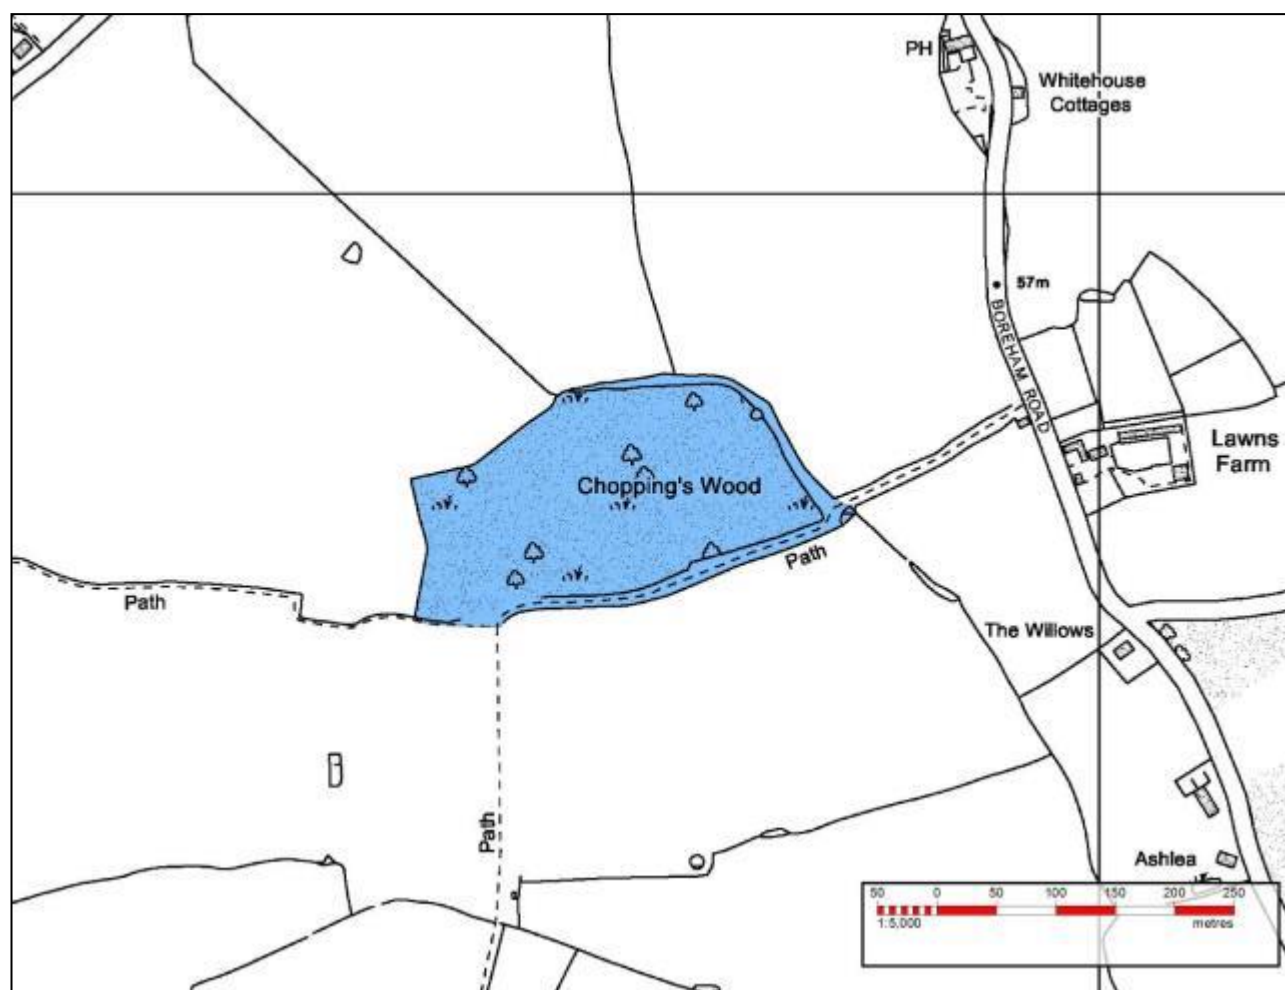 PH
Whitehouse
Cottages
57m
BOREHAM ROAD
Lawns
Farm
Chopping's Wood
Path
Path
The Willows
Path
Ashlea
50 0 50 100 150 200 250
1:5,000 metres